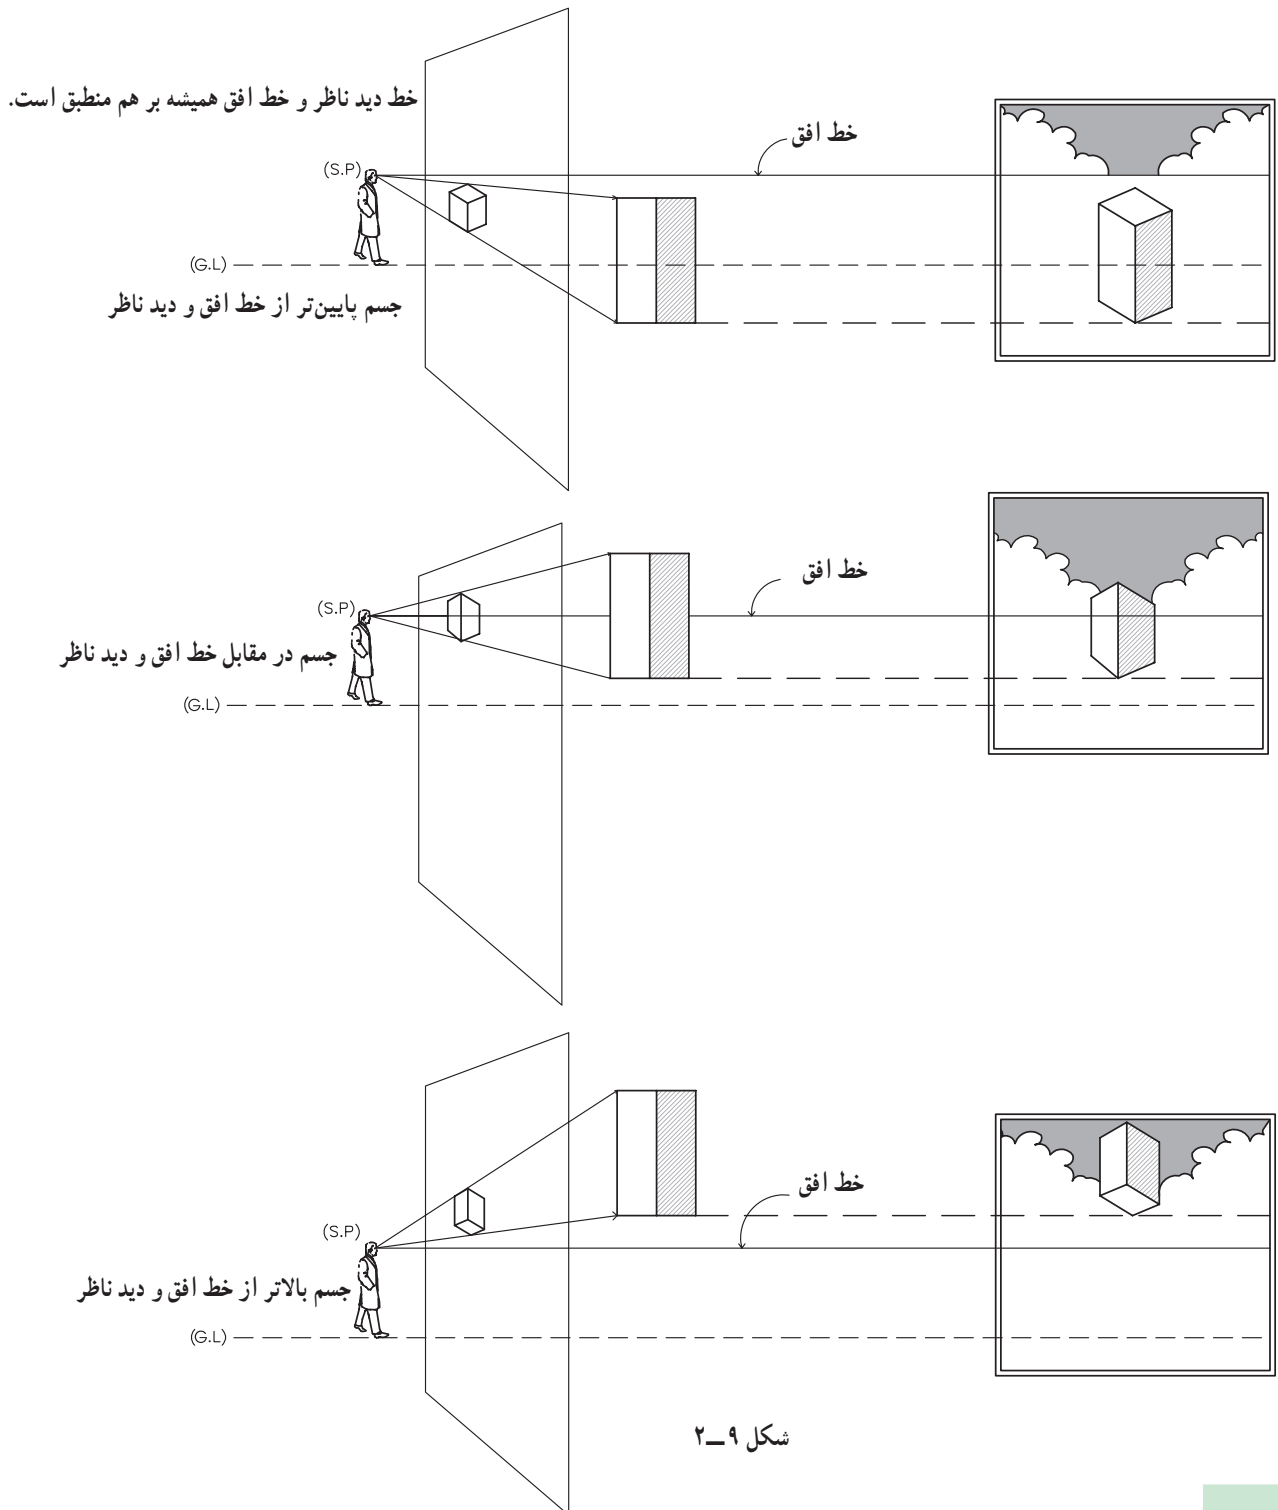 خط دید ناظر و خط افق همیشه بر هم منطبق است.
خط افق
(S.P)
(G.L)
جسم پایین‌تر از خط افق و دید ناظر
خط افق
(S.P)
جسم در مقابل خط افق و دید ناظر
(G.L)
خط افق
(S.P)
جسم بالاتر از خط افق و دید ناظر
(G.L)
شکل ۹ــ۲